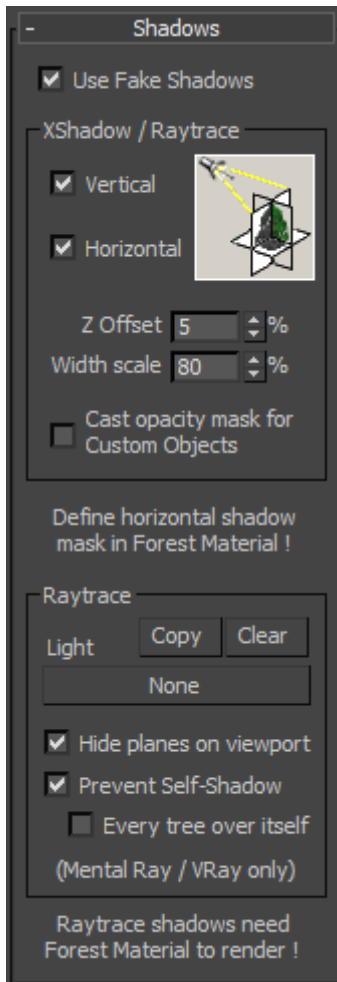 - Shadows
Use Fake Shadows
XShadow / Raytrace
Vertical
Horizontal
Z Offset 5 %
Width scale 80 %
Cast opacity mask for
Custom Objects
Define horizontal shadow
mask in Forest Material !
Raytrace
Light Copy Clear
None
Hide planes on viewport
Prevent Self-Shadow
Every tree over itself
(Mental Ray / VRay only)
Raytrace shadows need
Forest Material to render !